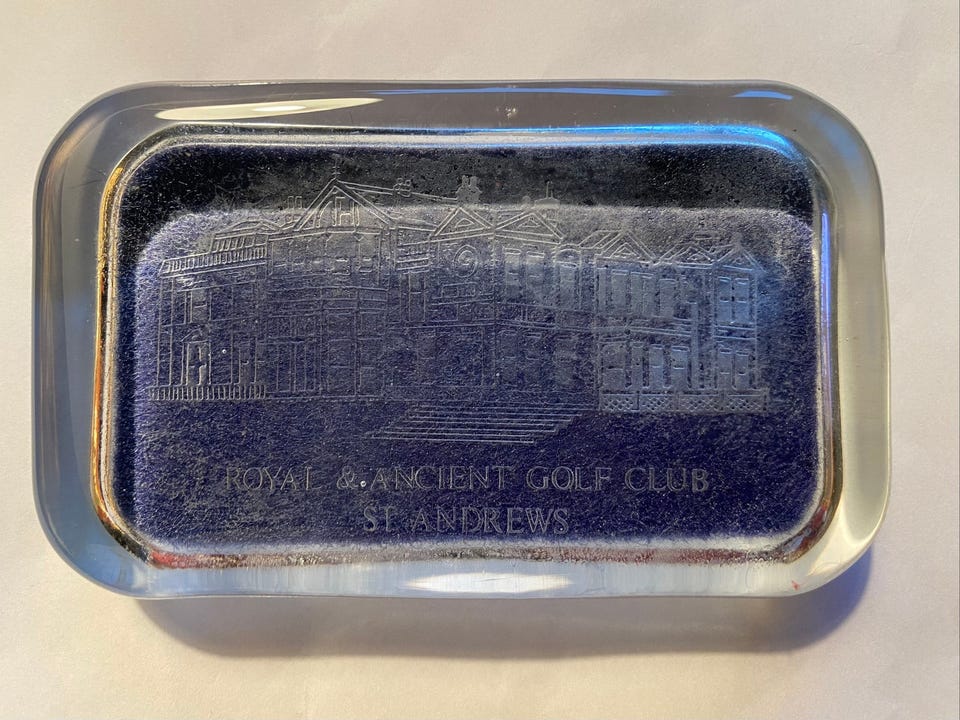 ROYAL & ANCIENT GOLF CLUB
ST ANDREWS